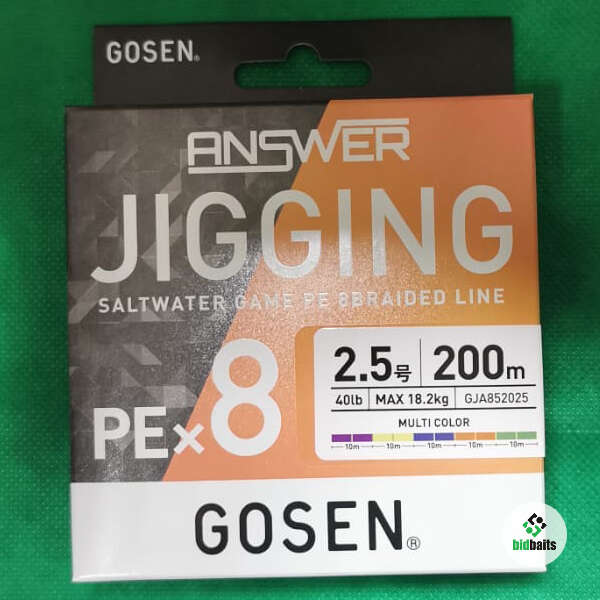 GOSEN®
ANSWER
JIGGING
SALTWATER GAME PE 8BRAIDED LINE
PE×8
2.5号 200m
40lb MAX 18.2kg GJA852025
MULTI COLOR
10m 10m 10m 10m 10m
GOSEN®
bidbaits